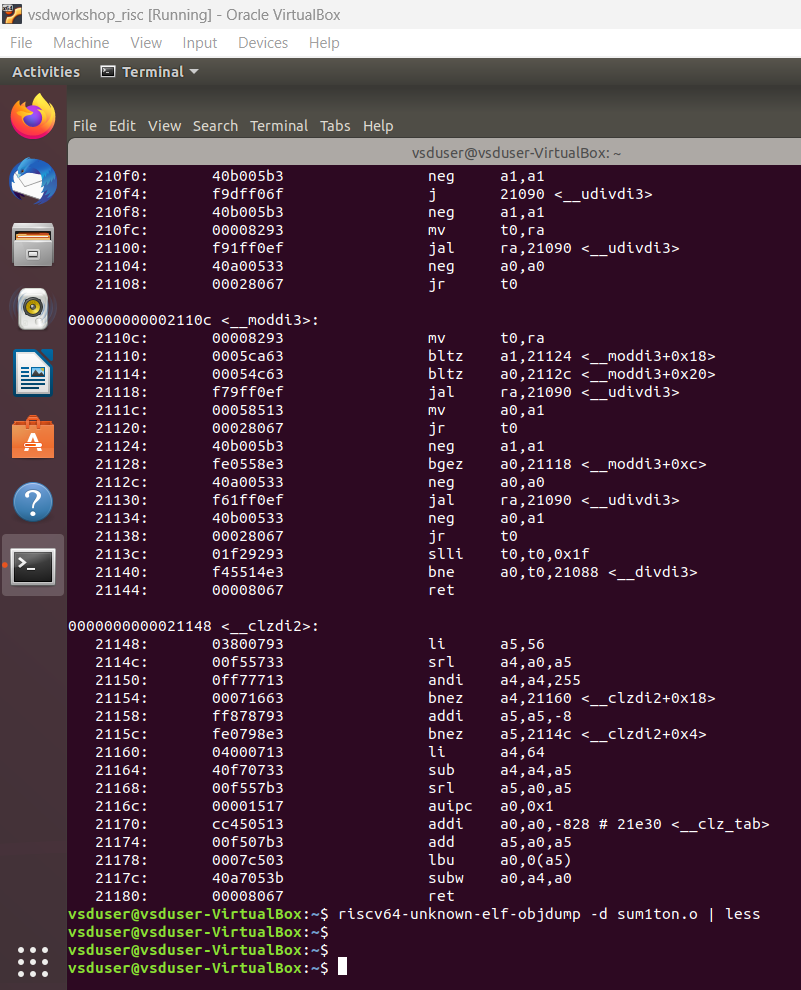 vsdworkshop_risc [Running] - Oracle VirtualBox
File Machine View Input Devices Help
Activities Terminal
File Edit View Search Terminal Tabs Help
vsduser@vsduser-VirtualBox: ~
210f0: 40b005b3 neg a1,a1
210f4: f9dff06f j 21090 <__udivdi3>
210f8: 40b005b3 neg a1,a1
210fc: 00008293 mv t0,ra
21100: f91ff0ef jal ra,21090 <__udivdi3>
21104: 40a00533 neg a0,a0
21108: 00028067 jr t0
000000000002110c <__moddi3>:
2110c: 00008293 mv t0,ra
21110: 0005ca63 bltz a1,21124 <__moddi3+0x18>
21114: 00054c63 bltz a0,2112c <__moddi3+0x20>
21118: f79ff0ef jal ra,21090 <__udivdi3>
2111c: 00058513 mv a0,a1
21120: 00028067 jr t0
21124: 40b005b3 neg a1,a1
21128: fe0558e3 bgez a0,21118 <__moddi3+0xc>
2112c: 40a00533 neg a0,a0
21130: f61ff0ef jal ra,21090 <__udivdi3>
21134: 40b00533 neg a0,a1
21138: 00028067 jr t0
2113c: 01f29293 slli t0,t0,0x1f
21140: f45514e3 bne a0,t0,21088 <__divdi3>
21144: 00008067 ret
0000000000021148 <__clzdi2>:
21148: 03800793 li a5,56
2114c: 00f55733 srl a4,a0,a5
21150: 0ff77713 andi a4,a4,255
21154: 00071663 bnez a4,21160 <__clzdi2+0x18>
21158: ff878793 addi a5,a5,-8
2115c: fe0798e3 bnez a5,2114c <__clzdi2+0x4>
21160: 04000713 li a4,64
21164: 40f70733 sub a4,a4,a5
21168: 00f557b3 srl a5,a0,a5
2116c: 00001517 auipc a0,0x1
21170: cc450513 addi a0,a0,-828 # 21e30 <__clz_tab>
21174: 00f507b3 add a5,a0,a5
21178: 0007c503 lbu a0,0(a5)
2117c: 40a7053b subw a0,a4,a0
21180: 00008067 ret
vsduser@vsduser-VirtualBox:~$ riscv64-unknown-elf-objdump -d sum1ton.o | less
vsduser@vsduser-VirtualBox:~$
vsduser@vsduser-VirtualBox:~$
vsduser@vsduser-VirtualBox:~$